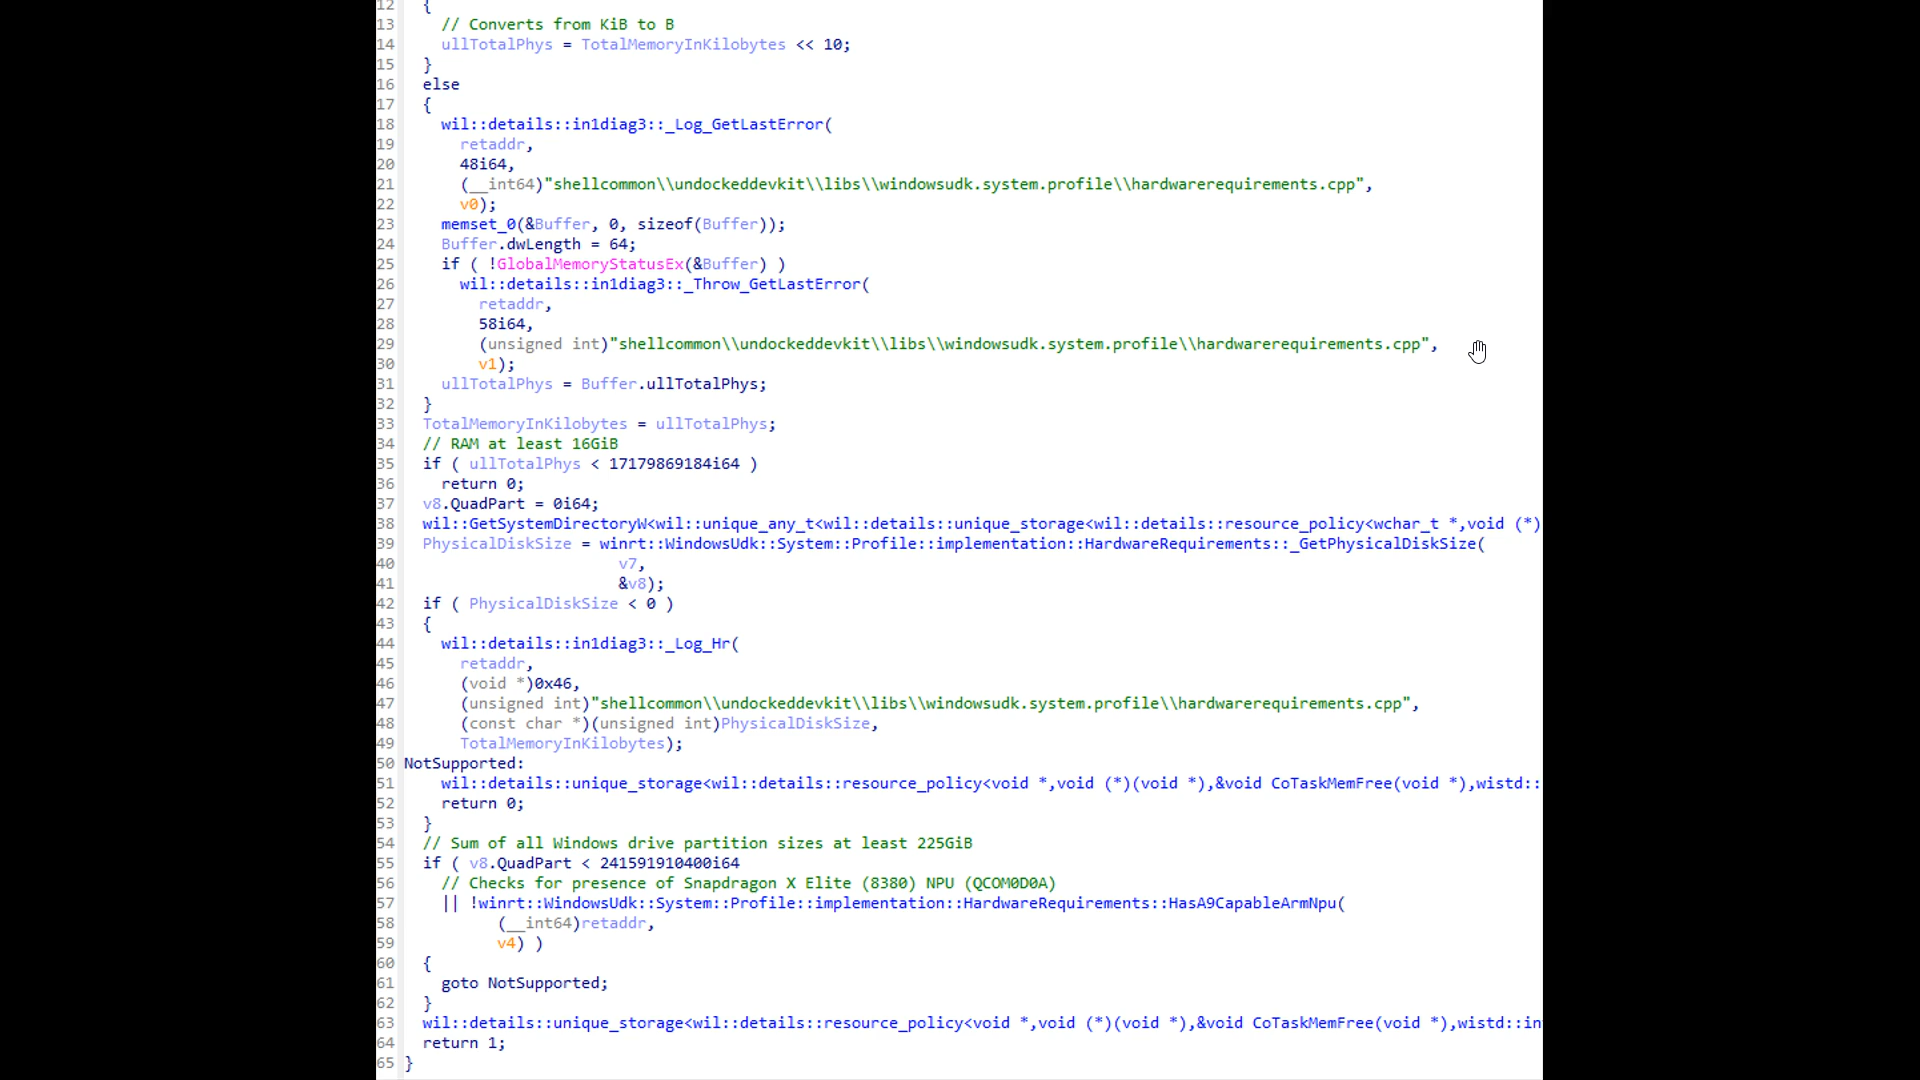 12 {
13 // Converts from KiB to B
14 ullTotalPhys = TotalMemoryInKilobytes << 10;
15 }
16 else
17 {
18 wil::details::in1diag3::_Log_GetLastError(
19 retaddr,
20 48i64,
21 (__int64)"shellcommon\\undockeddevkit\\libs\\windowsudk.system.profile\\hardwarerequirements.cpp",
22 v0);
23 memset_0(&Buffer, 0, sizeof(Buffer));
24 Buffer.dwLength = 64;
25 if ( !GlobalMemoryStatusEx(&Buffer) )
26 wil::details::in1diag3::_Throw_GetLastError(
27 retaddr,
28 58i64,
29 (unsigned int)"shellcommon\\undockeddevkit\\libs\\windowsudk.system.profile\\hardwarerequirements.cpp",
30 v1);
31 ullTotalPhys = Buffer.ullTotalPhys;
32 }
33 TotalMemoryInKilobytes = ullTotalPhys;
34 // RAM at least 16GiB
35 if ( ullTotalPhys < 17179869184i64 )
36 return 0;
37 v8.QuadPart = 0i64;
38 wil::GetSystemDirectoryW<wil::unique_any_t<wil::details::unique_storage<wil::details::resource_policy<wchar_t *,void (*)
39 PhysicalDiskSize = winrt::WindowsUdk::System::Profile::implementation::HardwareRequirements::_GetPhysicalDiskSize(
40 v7,
41 &v8);
42 if ( PhysicalDiskSize < 0 )
43 {
44 wil::details::in1diag3::_Log_Hr(
45 retaddr,
46 (void *)0x46,
47 (unsigned int)"shellcommon\\undockeddevkit\\libs\\windowsudk.system.profile\\hardwarerequirements.cpp",
48 (const char *)(unsigned int)PhysicalDiskSize,
49 TotalMemoryInKilobytes);
50 NotSupported:
51 wil::details::unique_storage<wil::details::resource_policy<void *,void (*)(void *),&void CoTaskMemFree(void *),wistd::
52 return 0;
53 }
54 // Sum of all Windows drive partition sizes at least 225GiB
55 if ( v8.QuadPart < 241591910400i64
56 // Checks for presence of Snapdragon X Elite (8380) NPU (QCOM0D0A)
57 || !winrt::WindowsUdk::System::Profile::implementation::HardwareRequirements::HasA9CapableArmNpu(
58 (__int64)retaddr,
59 v4) )
60 {
61 goto NotSupported;
62 }
63 wil::details::unique_storage<wil::details::resource_policy<void *,void (*)(void *),&void CoTaskMemFree(void *),wistd::in
64 return 1;
65 }